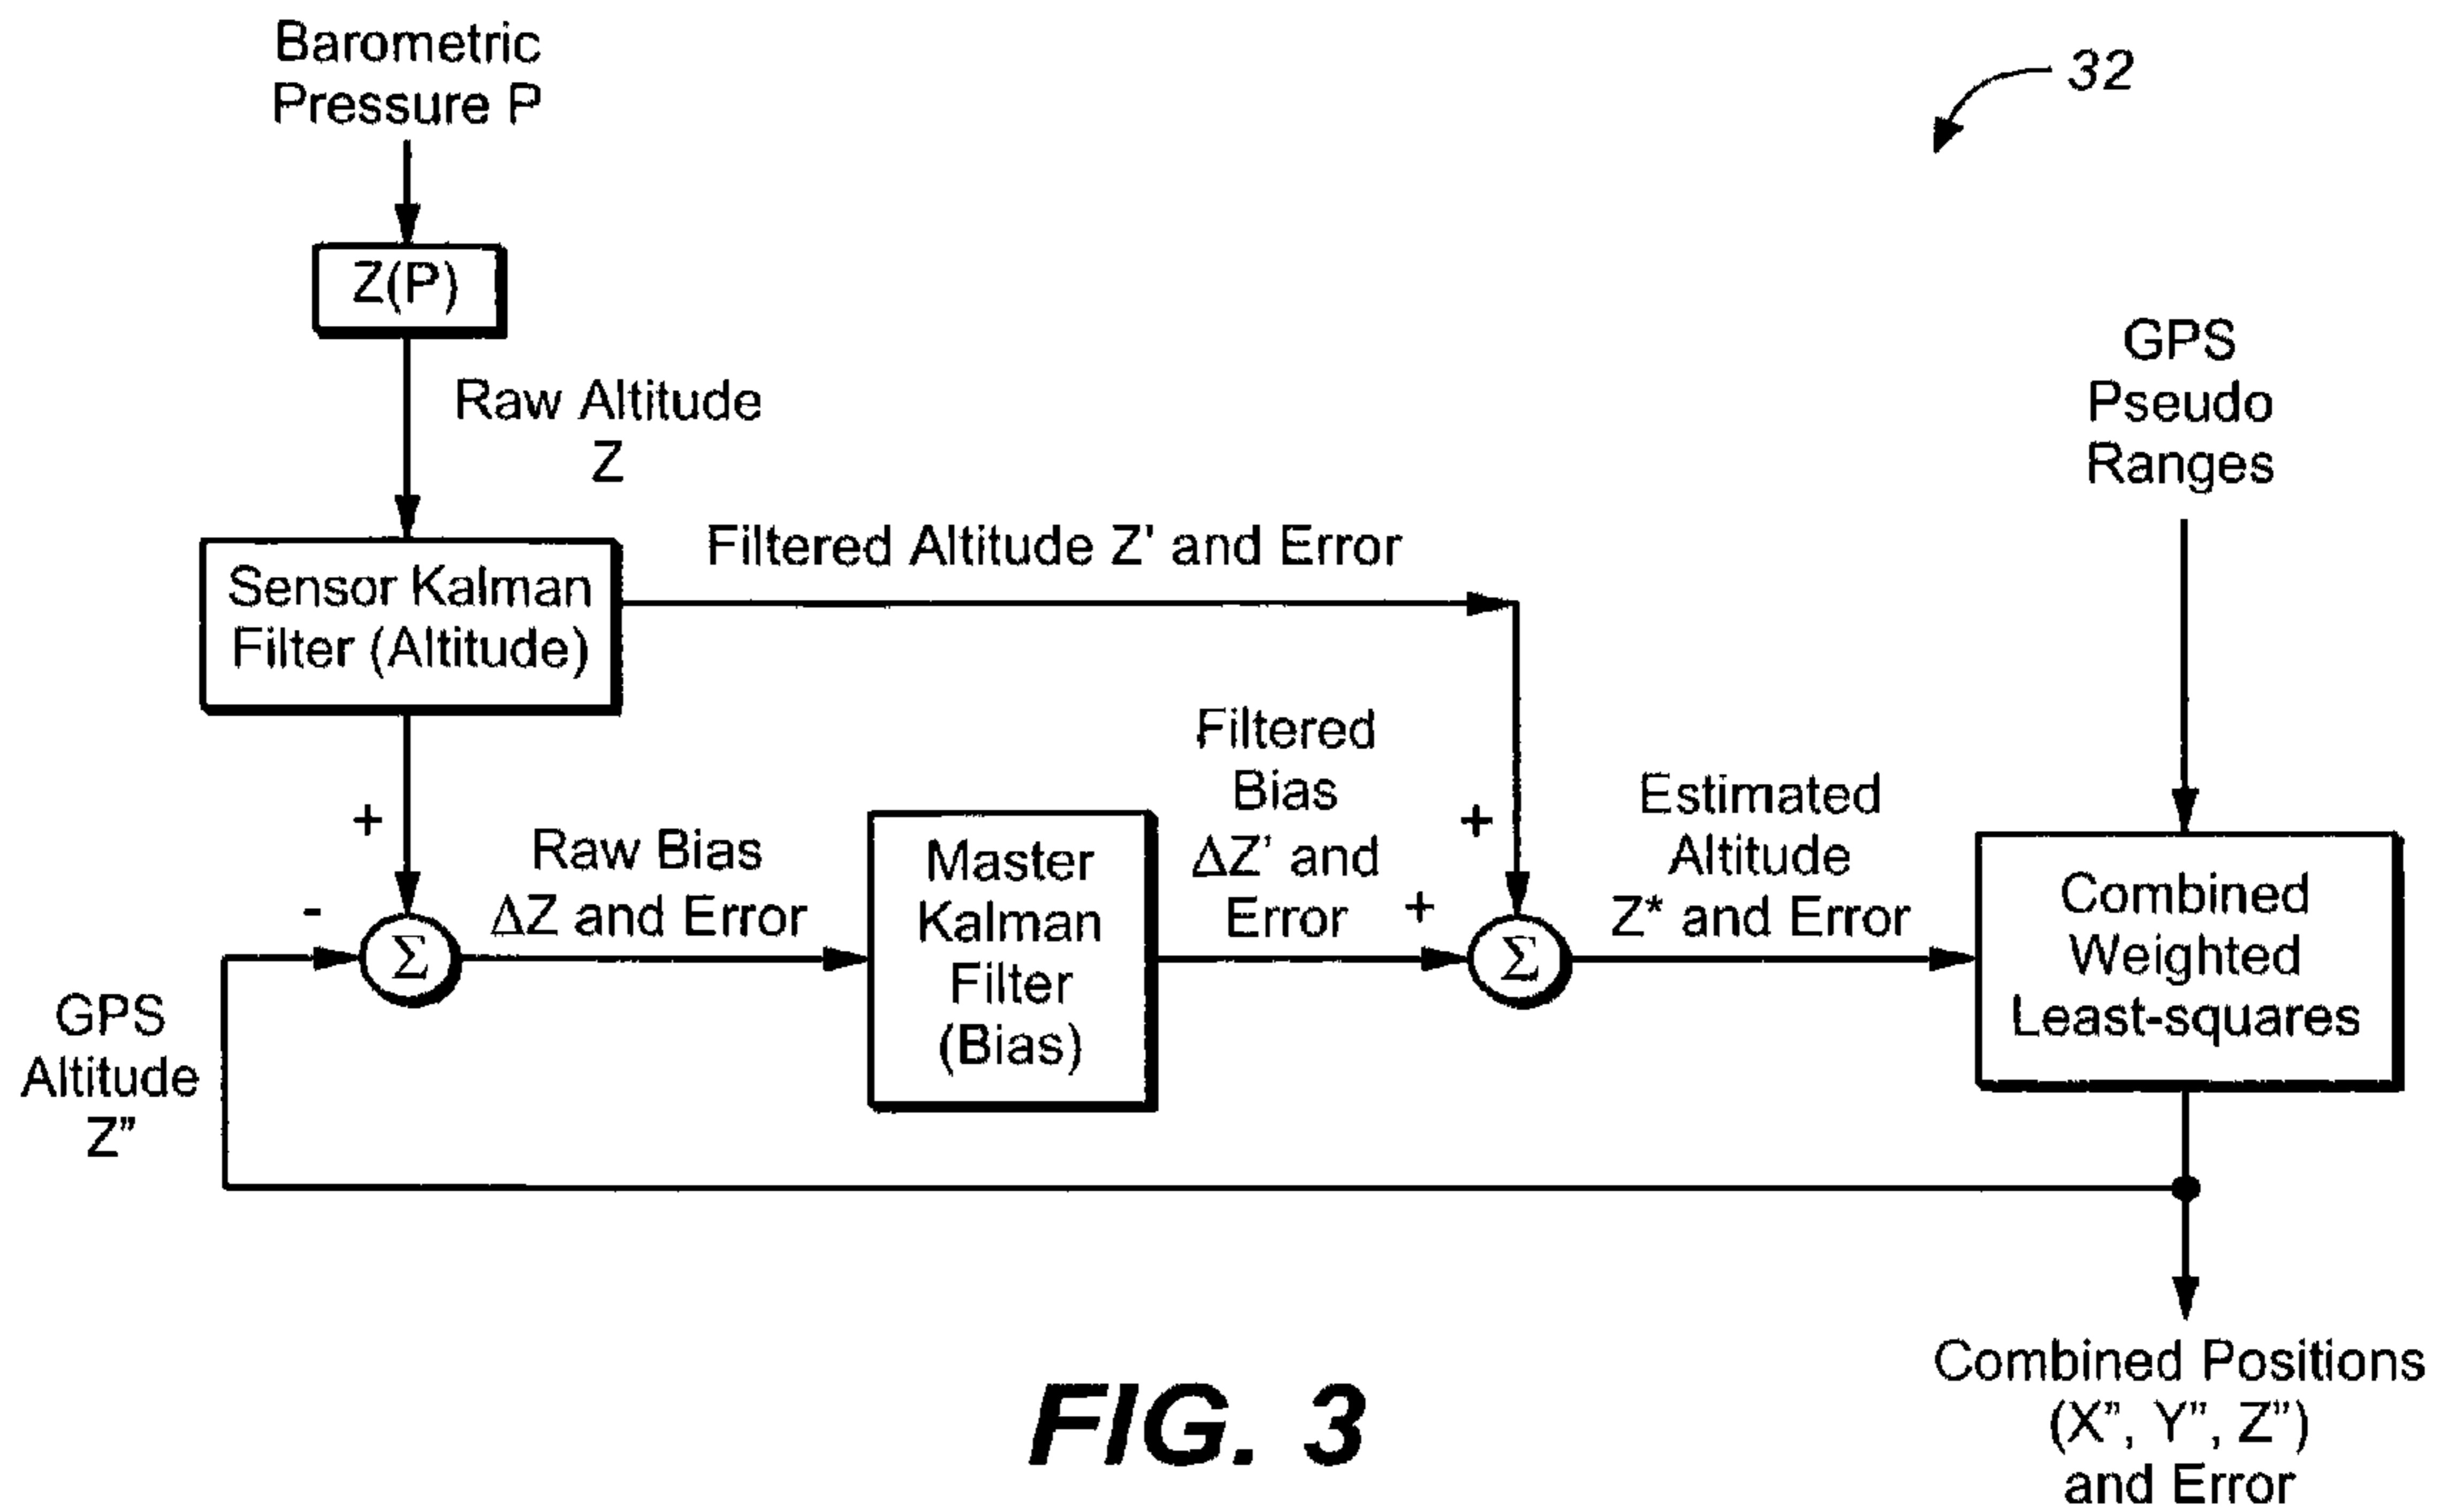 Barometric
Pressure P
32
Z(P)
Raw Altitude
Z
GPS
Pseudo
Ranges
Sensor Kalman
Filter (Altitude)
Filtered Altitude Z' and Error
+
-
Σ
Raw Bias
ΔZ and Error
Master
Kalman
Filter
(Bias)
Filtered
Bias
ΔZ’ and
Error
+
+
Σ
Estimated
Altitude
Z* and Error
Combined
Weighted
Least-squares
GPS
Altitude
Z”
Combined Positions
(X”, Y”, Z”)
and Error
FIG. 3